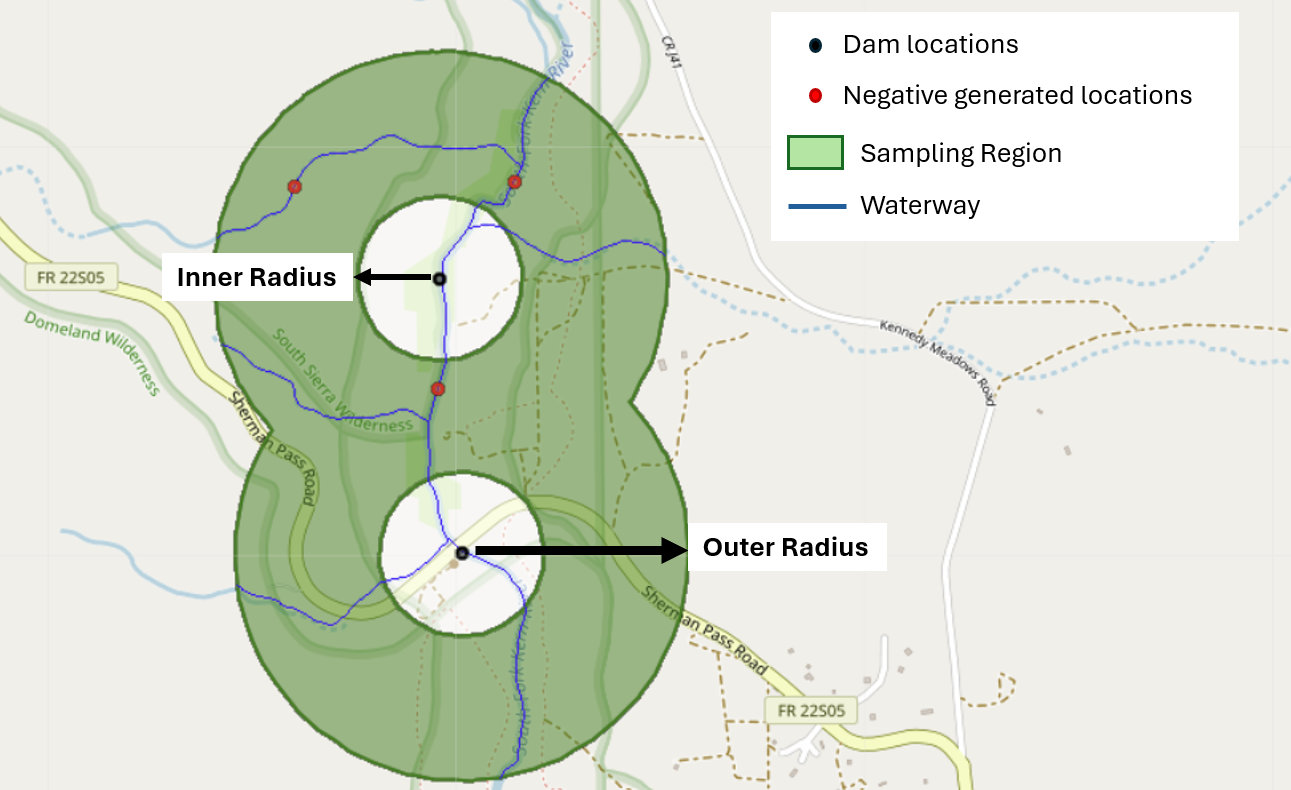 Dam locations
Negative generated locations
Sampling Region
Waterway
CR J41
River
FR 22S05
Inner Radius
Domeland Wilderness
South Sierra Wilderness
Kennedy Meadows Road
Sherman Pass Road
Outer Radius
Sherman Pass Road
FR 22S05